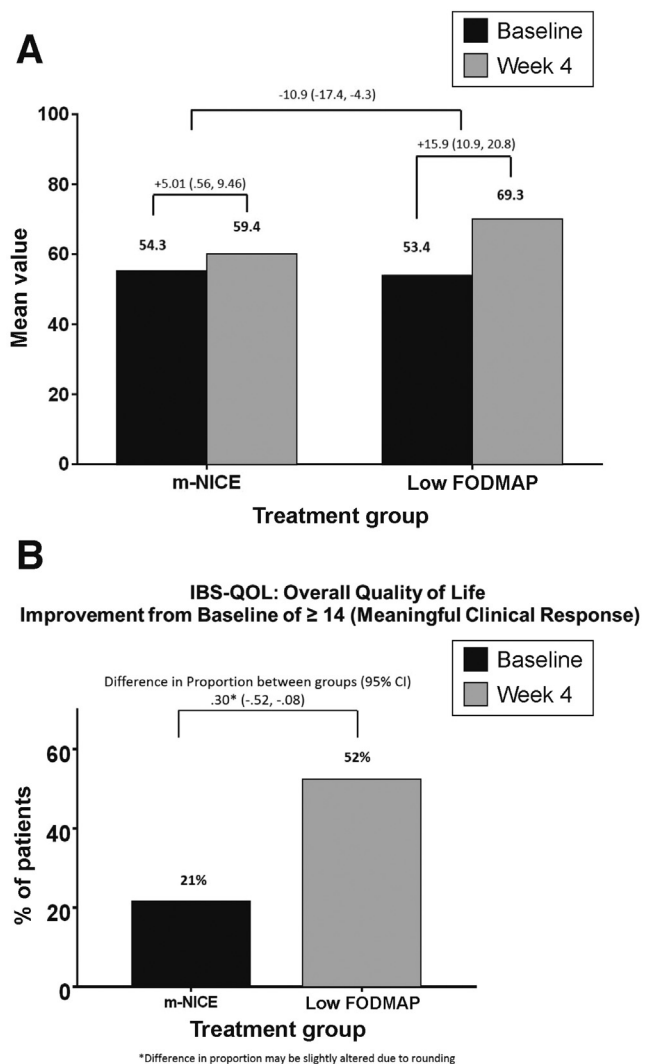 A
Baseline
Week 4
-10.9 (-17.4, -4.3)
+15.9 (10.9, 20.8)
+5.01 (.56, 9.46)
100
80
60
40
20
0
Mean value
54.3
59.4
53.4
69.3
m-NICE
Low FODMAP
Treatment group
B
IBS-QOL: Overall Quality of Life
Improvement from Baseline of ≥ 14 (Meaningful Clinical Response)
Baseline
Week 4
Difference in Proportion between groups (95% CI)
.30* (-.52, -.08)
60
40
20
0
% of patients
21%
52%
m-NICE
Low FODMAP
Treatment group
*Difference in proportion may be slightly altered due to rounding